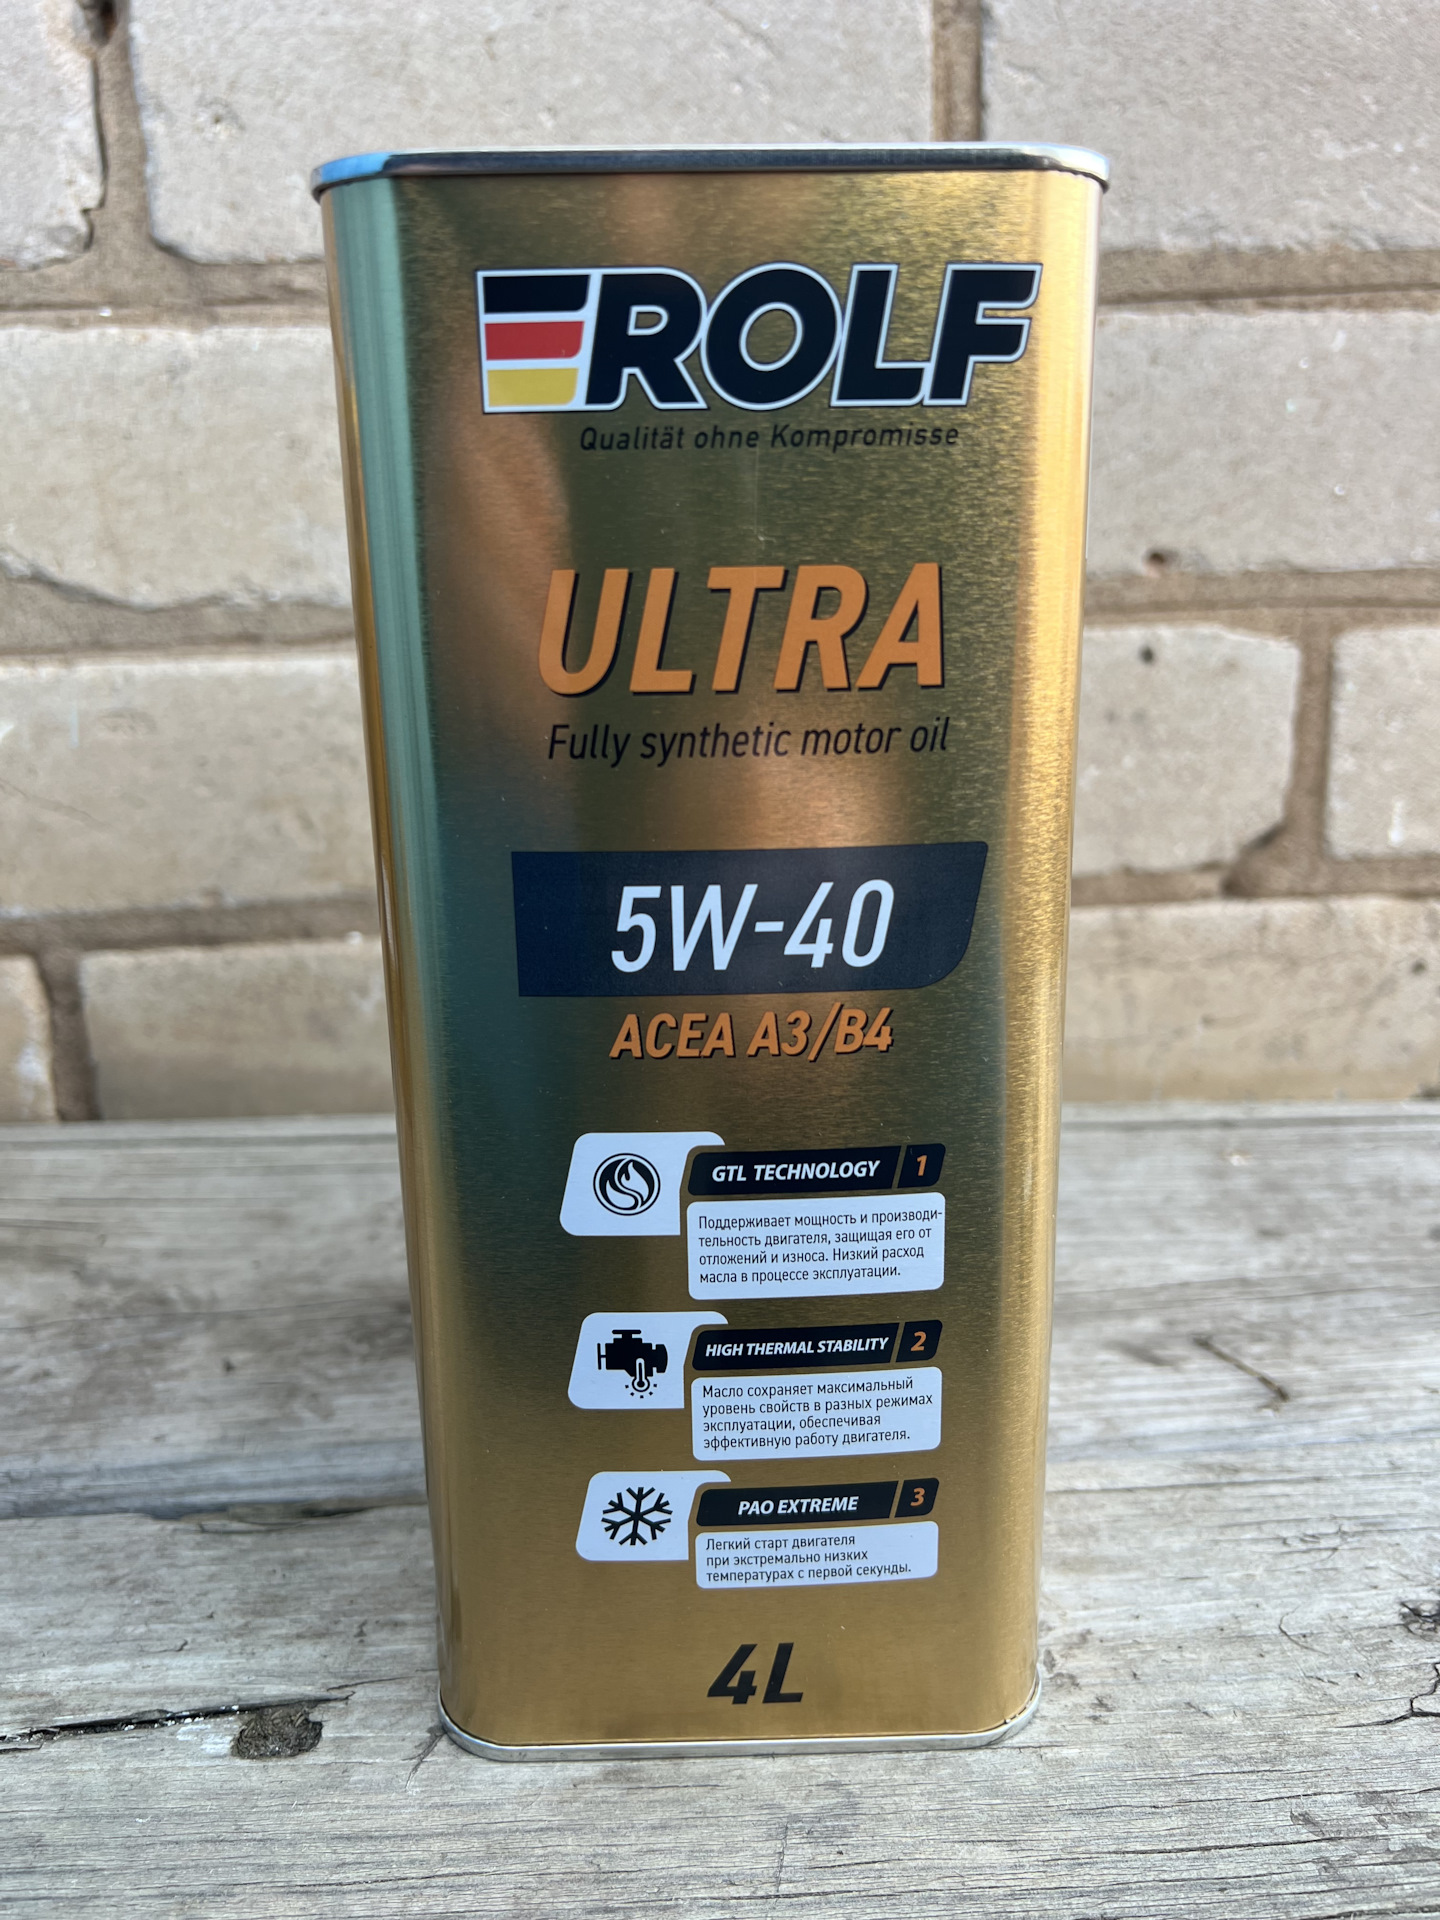 ROLF
Qualität ohne Kompromisse
ULTRA
Fully synthetic motor oil
5W-40
ACEA A3/B4
GTL TECHNOLOGY 1
Поддерживает мощность и производи-
тельность двигателя, защищая его от
отложений и износа. Низкий расход
масла в процессе эксплуатации.
HIGH THERMAL STABILITY 2
Масло сохраняет максимальный
уровень свойств в разных режимах
эксплуатации, обеспечивая
эффективную работу двигателя.
PAO EXTREME 3
Легкий старт двигателя
при экстремально низких
температурах с первой секунды.
4L